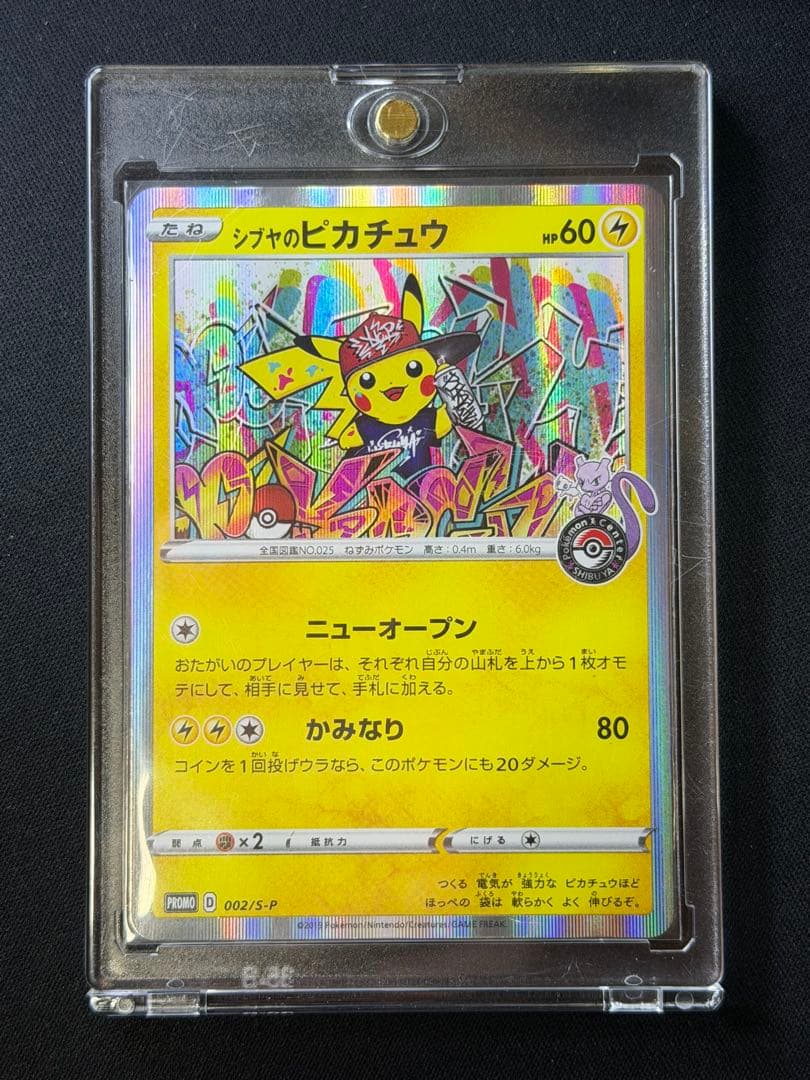 たね シブヤのピカチュウ HP60
全国図鑑NO.025 ねずみポケモン 高さ:0.4m 重さ:6.0kg
Pokémon Center
SHIBUYA
ニューオープン
おたがいのプレイヤーは、それぞれ自分の山札を上から1枚オモ
テにして、相手に見せて、手札に加える。
かみなり 80
コインを1回投げウラなら、このポケモンにも20ダメージ。
弱点 ×2 抵抗力 にげる
つくる 電気が 強力な ピカチュウほど
ほっぺの 袋は 軟らかく よく 伸びるぞ。
PROMO D 002/S-P
©2019 Pokémon/Nintendo/Creatures/GAME FREAK.